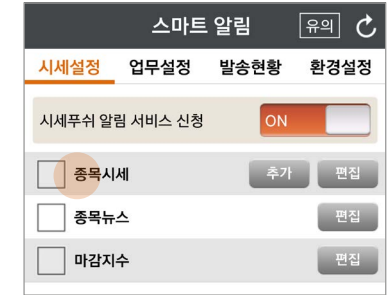 스마트 알림 유의
시세설정 업무설정 발송현황 환경설정
시세푸쉬 알림 서비스 신청 ON
종목시세 추가 편집
종목뉴스 편집
마감지수 편집